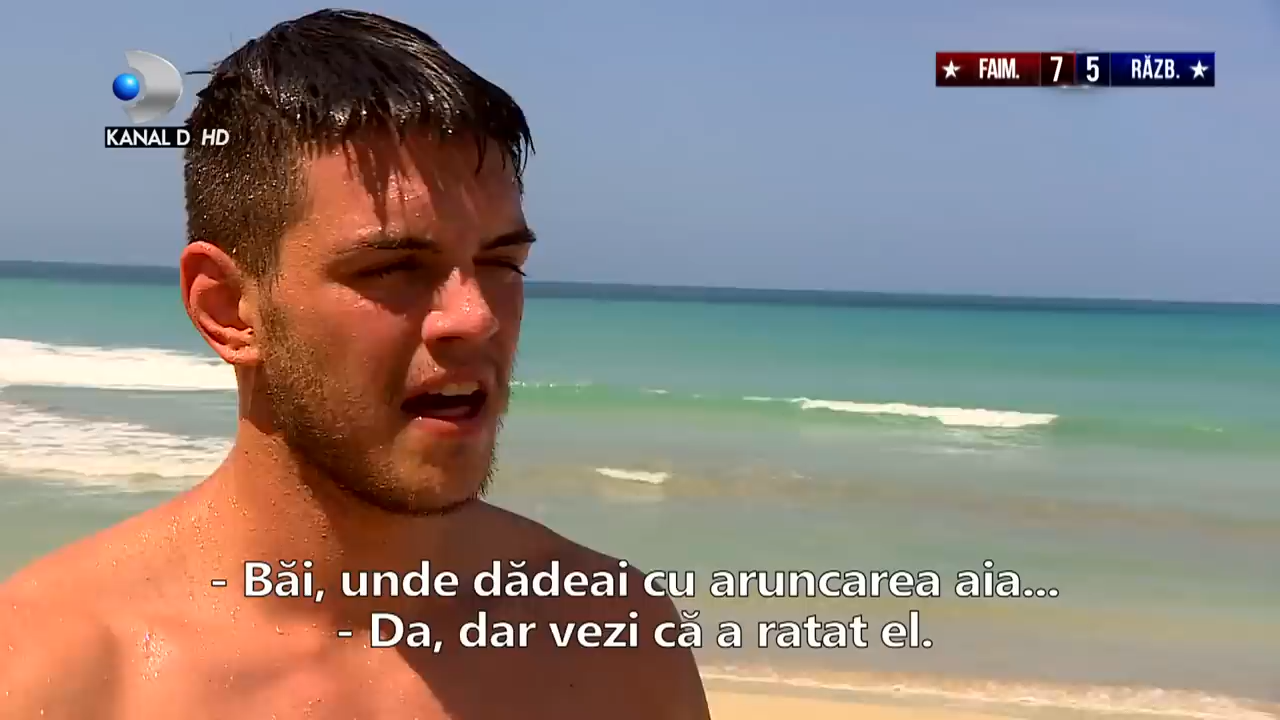 KANAL D HD
FAIM. 7 5 RĂZB.
- Băi, unde dădeai cu aruncarea aia...
- Da, dar vezi că a ratat el.